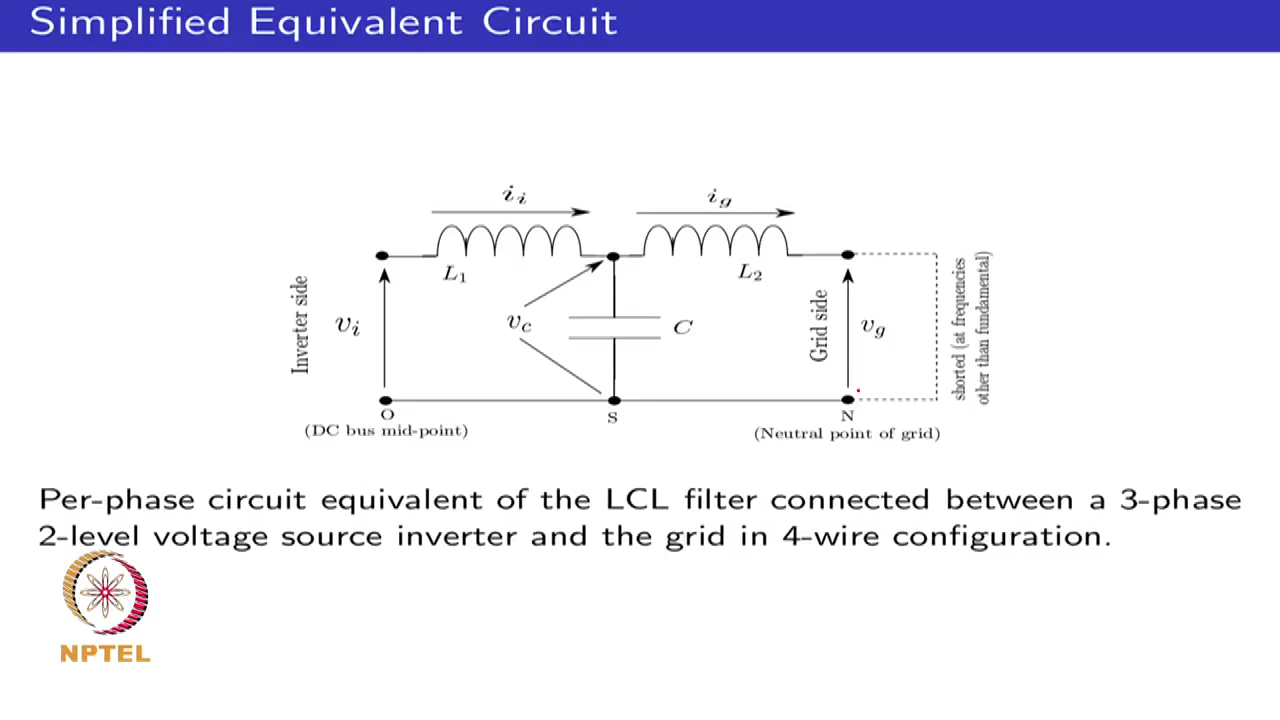 Simplified Equivalent Circuit
i_i
i_g
L_1
L_2
Inverter side
v_i
v_c
C
Grid side
v_g
shorted (at frequencies
other than fundamental)
O
S
N
(DC bus mid-point)
(Neutral point of grid)
Per-phase circuit equivalent of the LCL filter connected between a 3-phase
2-level voltage source inverter and the grid in 4-wire configuration.
NPTEL